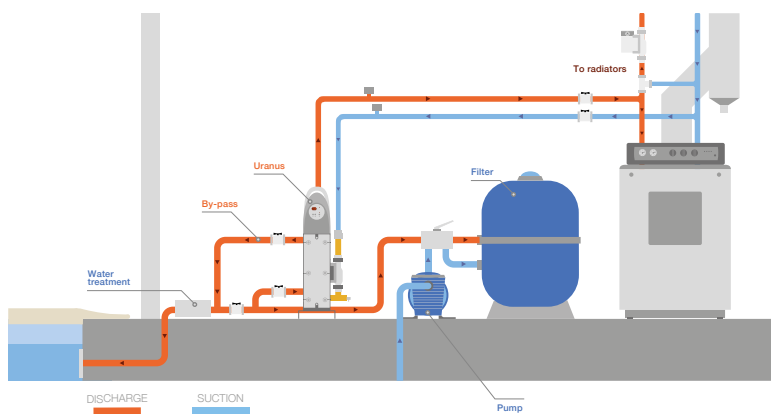 To radiators
Uranus
Filter
By-pass
Water
treatment
DISCHARGE
SUCTION
Pump